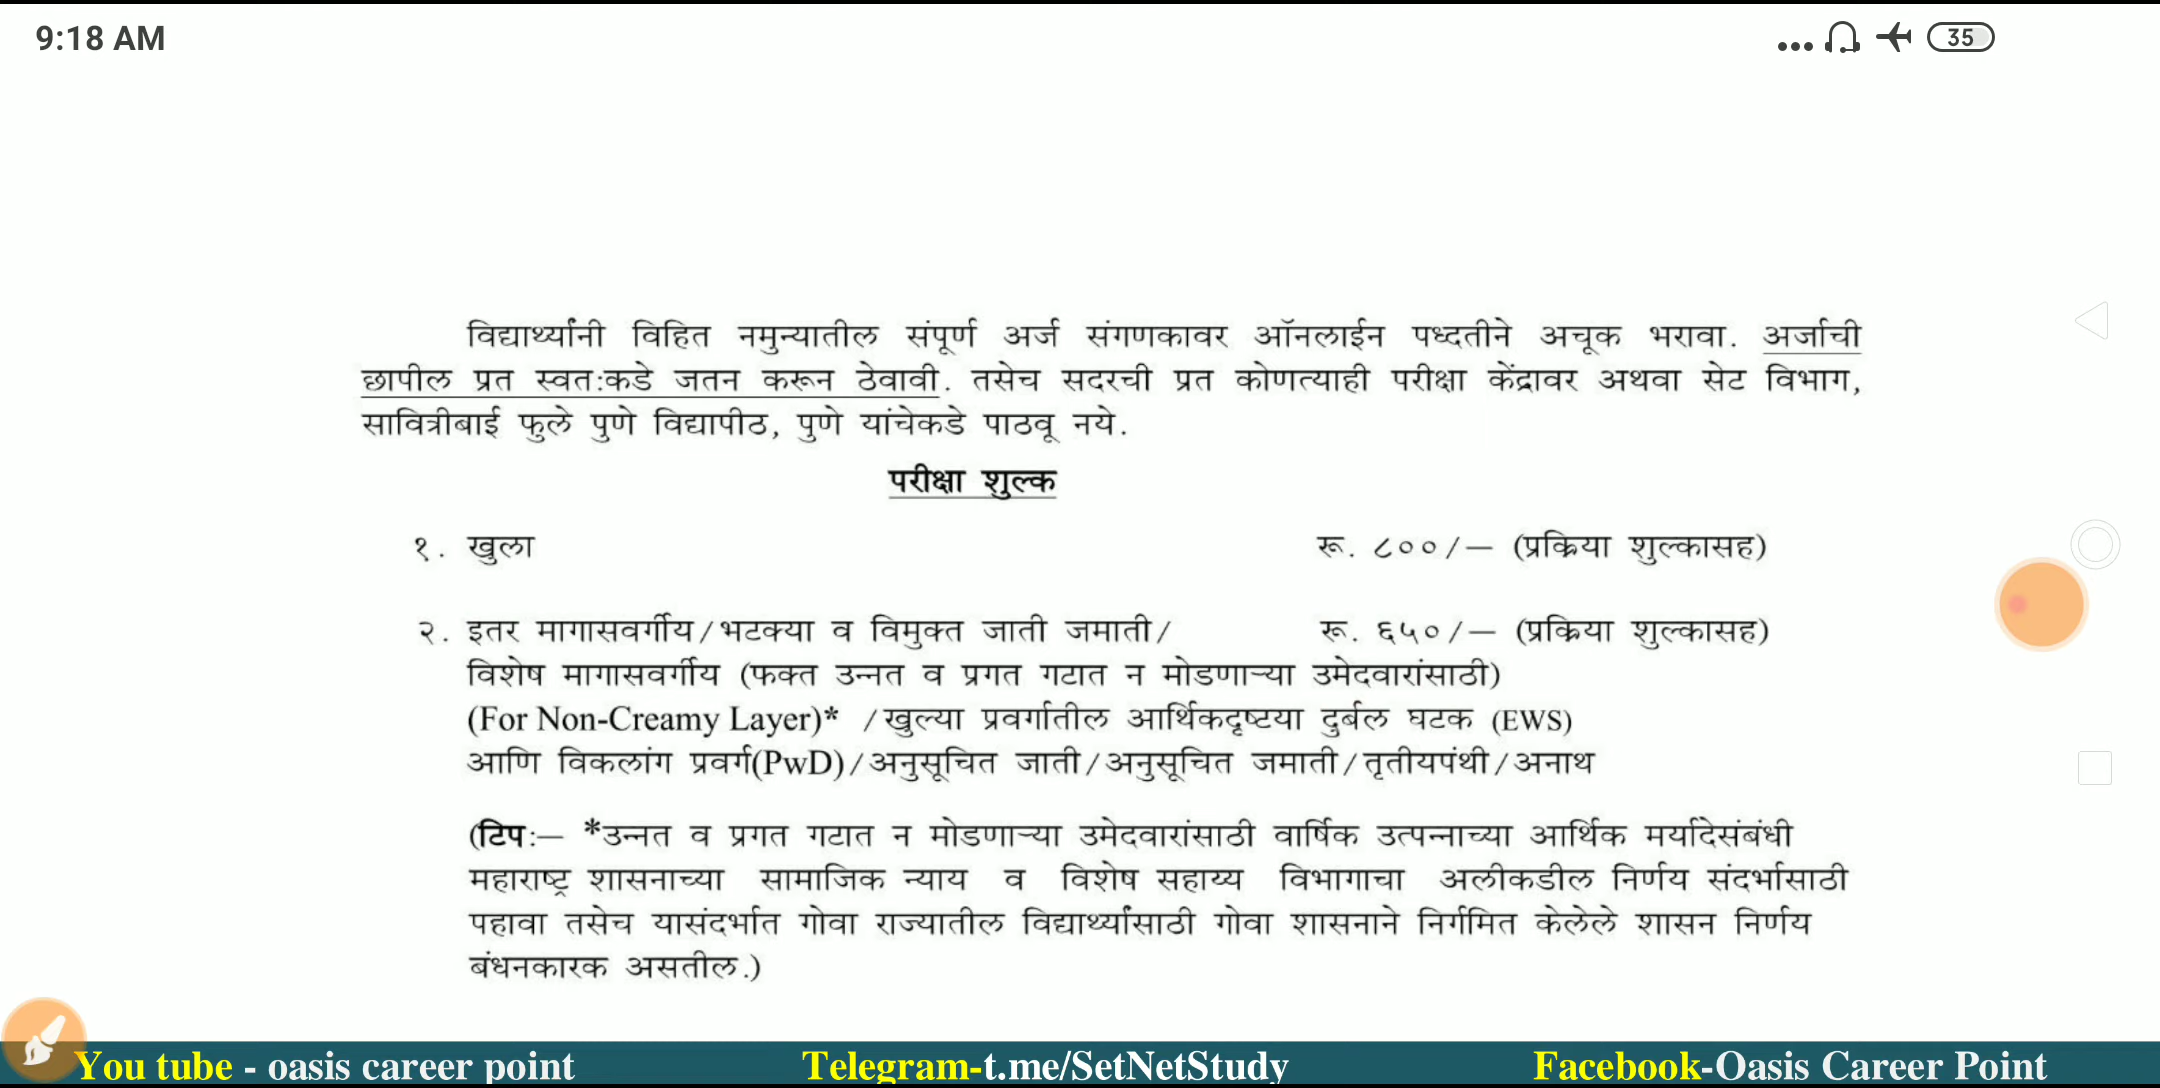 9:18 AM
35
विद्यार्थ्यांनी विहित नमुन्यातील संपूर्ण अर्ज संगणकावर ऑनलाईन पध्दतीने अचूक भरावा. अर्जाची
छापील प्रत स्वतःकडे जतन करून ठेवावी. तसेच सदरची प्रत कोणत्याही परीक्षा केंद्रावर अथवा सेट विभाग,
सावित्रीबाई फुले पुणे विद्यापीठ, पुणे यांचेकडे पाठवू नये.
परीक्षा शुल्क
१. खुला रू. ८००/— (प्रक्रिया शुल्कासह)
२. इतर मागासवर्गीय/भटक्या व विमुक्त जाती जमाती/ रू. ६५०/— (प्रक्रिया शुल्कासह)
विशेष मागासवर्गीय (फक्त उन्नत व प्रगत गटात न मोडणाऱ्या उमेदवारांसाठी)
(For Non-Creamy Layer)* /खुल्या प्रवर्गातील आर्थिकदृष्टया दुर्बल घटक (EWS)
आणि विकलांग प्रवर्ग(PwD)/अनुसूचित जाती/अनुसूचित जमाती/तृतीयपंथी/अनाथ
(टिप:— *उन्नत व प्रगत गटात न मोडणाऱ्या उमेदवारांसाठी वार्षिक उत्पन्नाच्या आर्थिक मर्यादेसंबंधी
महाराष्ट्र शासनाच्या सामाजिक न्याय व विशेष सहाय्य विभागाचा अलीकडील निर्णय संदर्भासाठी
पहावा तसेच यासंदर्भात गोवा राज्यातील विद्यार्थ्यांसाठी गोवा शासनाने निर्गमित केलेले शासन निर्णय
बंधनकारक असतील.)
You tube - oasis career point Telegram-t.me/SetNetStudy Facebook-Oasis Career Point